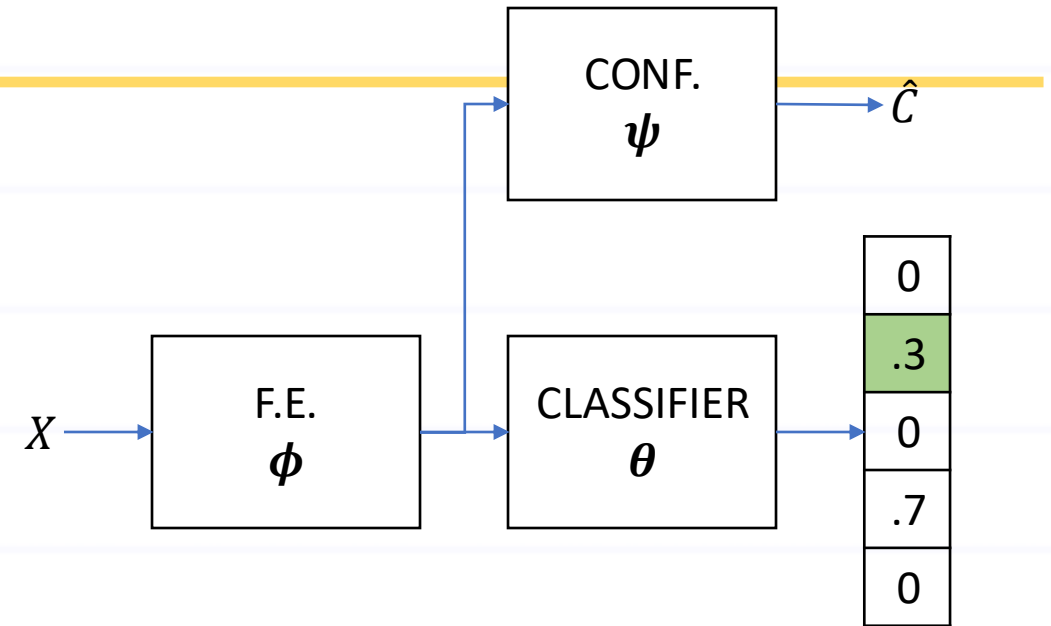 CONF.
ψ
Ĉ
X
F.E.
ϕ
CLASSIFIER
θ
0
.3
0
.7
0